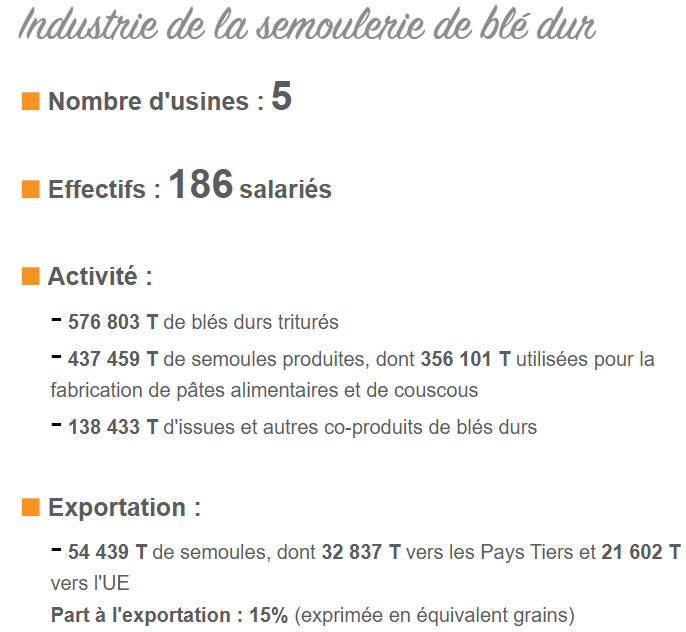 Industrie de la semoulerie de blé dur
Nombre d'usines : 5
Effectifs : 186 salariés
Activité :
- 576 803 T de blés durs triturés
- 437 459 T de semoules produites, dont 356 101 T utilisées pour la
fabrication de pâtes alimentaires et de couscous
- 138 433 T d'issues et autres co-produits de blés durs
Exportation :
- 54 439 T de semoules, dont 32 837 T vers les Pays Tiers et 21 602 T
vers l'UE
Part à l'exportation : 15% (exprimée en équivalent grains)